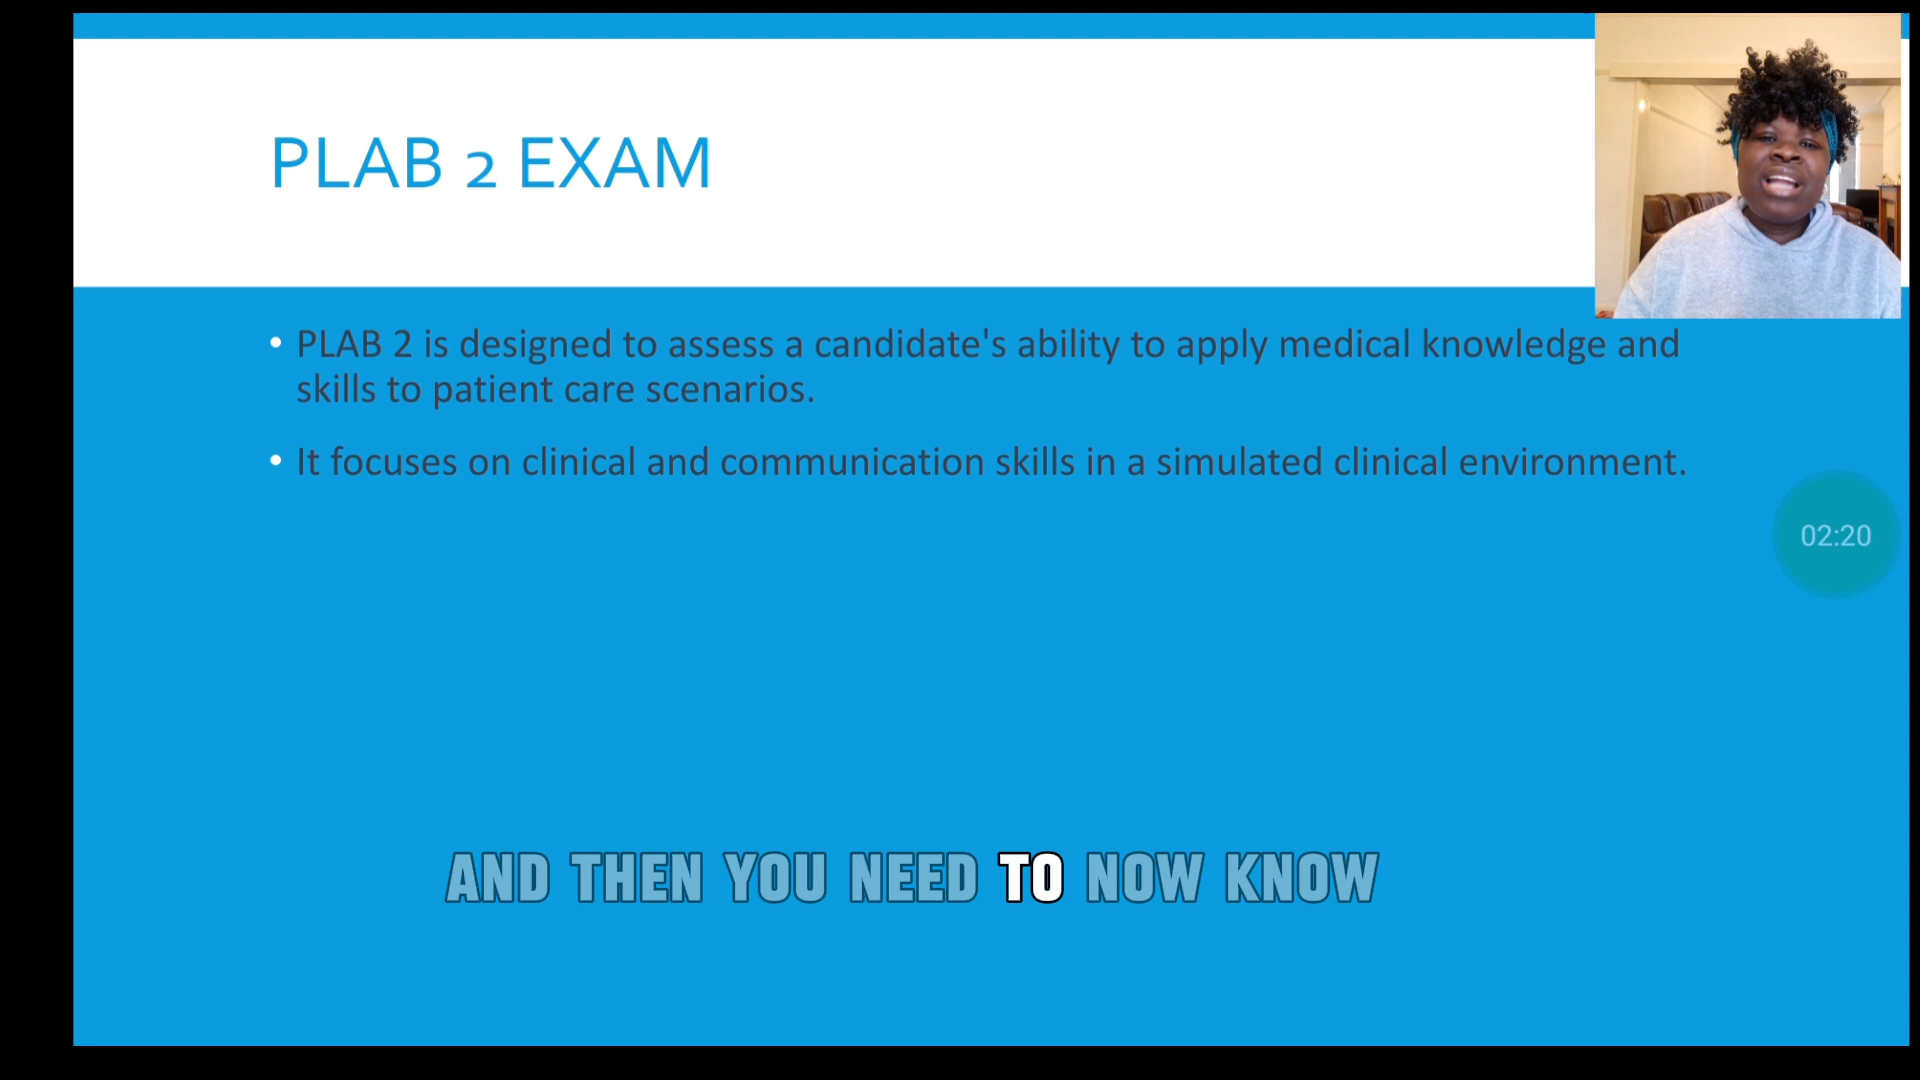 PLAB 2 EXAM
• PLAB 2 is designed to assess a candidate's ability to apply medical knowledge and
skills to patient care scenarios.
• It focuses on clinical and communication skills in a simulated clinical environment.
02:20
AND THEN YOU NEED TO NOW KNOW